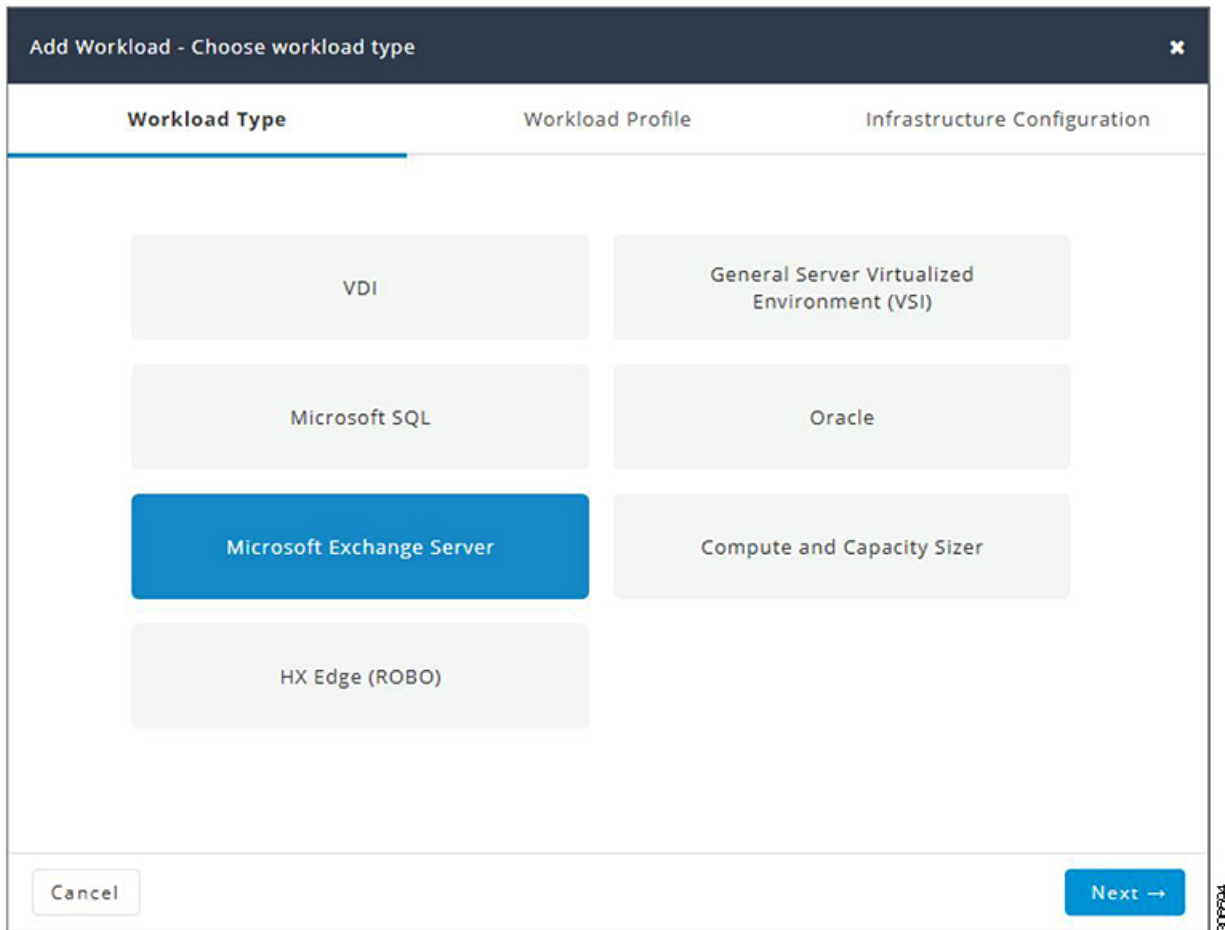 Add Workload - Choose workload type
Workload Type
Workload Profile
Infrastructure Configuration
VDI
General Server Virtualized
Environment (VSI)
Microsoft SQL
Oracle
Microsoft Exchange Server
Compute and Capacity Sizer
HX Edge (ROBO)
Cancel
Next →